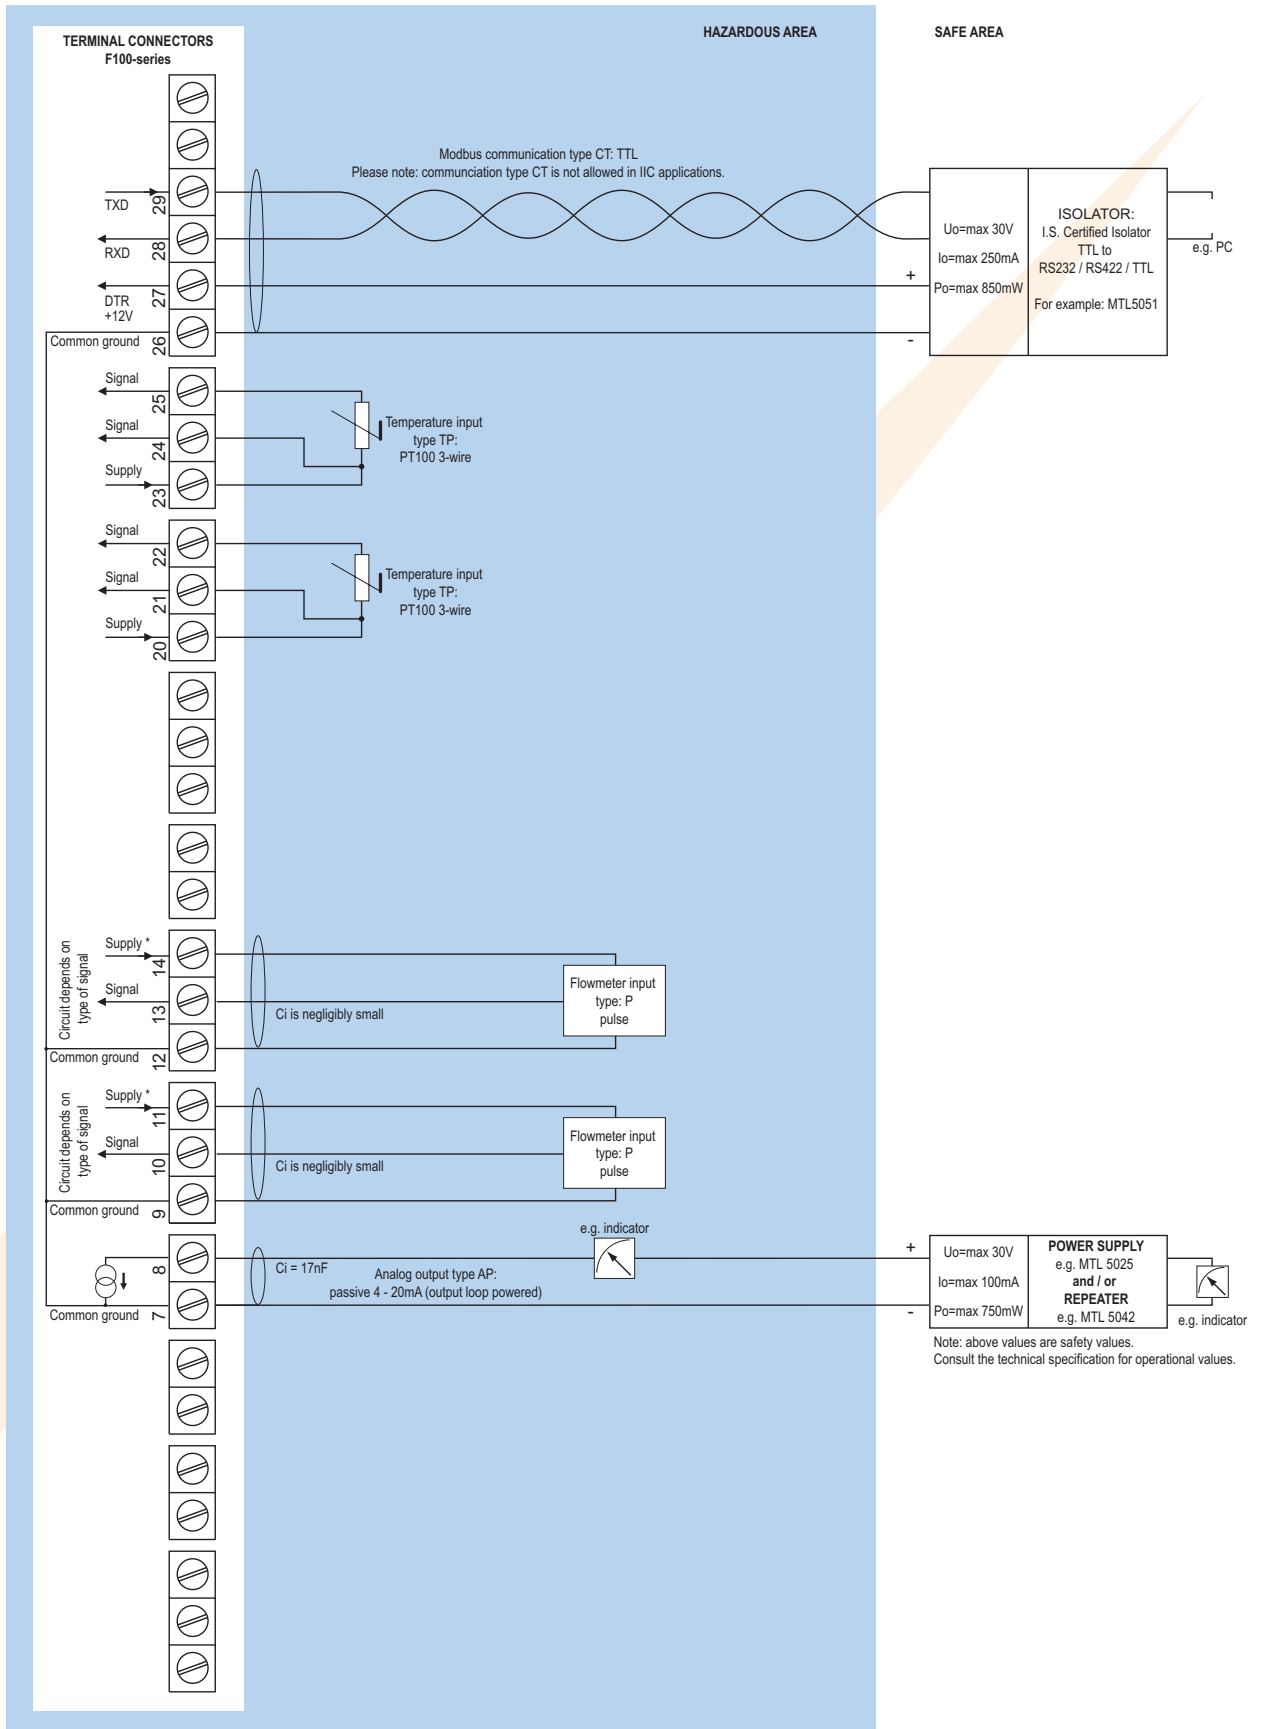 TERMINAL CONNECTORS
F100-series
HAZARDOUS AREA
SAFE AREA
Modbus communication type CT: TTL
Please note: communciation type CT is not allowed in IIC applications.
TXD
29
RXD
28
DTR
+12V
27
Common ground
26
+
-
Uo=max 30V
Io=max 250mA
Po=max 850mW
ISOLATOR:
I.S. Certified Isolator
TTL to
RS232 / RS422 / TTL
For example: MTL5051
e.g. PC
Signal
25
Signal
24
Supply
23
Temperature input
type TP:
PT100 3-wire
Signal
22
Signal
21
Supply
20
Temperature input
type TP:
PT100 3-wire
Circuit depends on
type of signal
Supply *
14
Signal
13
Common ground
12
Ci is negligibly small
Flowmeter input
type: P
pulse
Circuit depends on
type of signal
Supply *
11
Signal
10
Common ground
9
Ci is negligibly small
Flowmeter input
type: P
pulse
8
Common ground
7
Ci = 17nF
Analog output type AP:
passive 4 - 20mA (output loop powered)
e.g. indicator
+
-
Uo=max 30V
Io=max 100mA
Po=max 750mW
POWER SUPPLY
e.g. MTL 5025
and / or
REPEATER
e.g. MTL 5042
e.g. indicator
Note: above values are safety values.
Consult the technical specification for operational values.